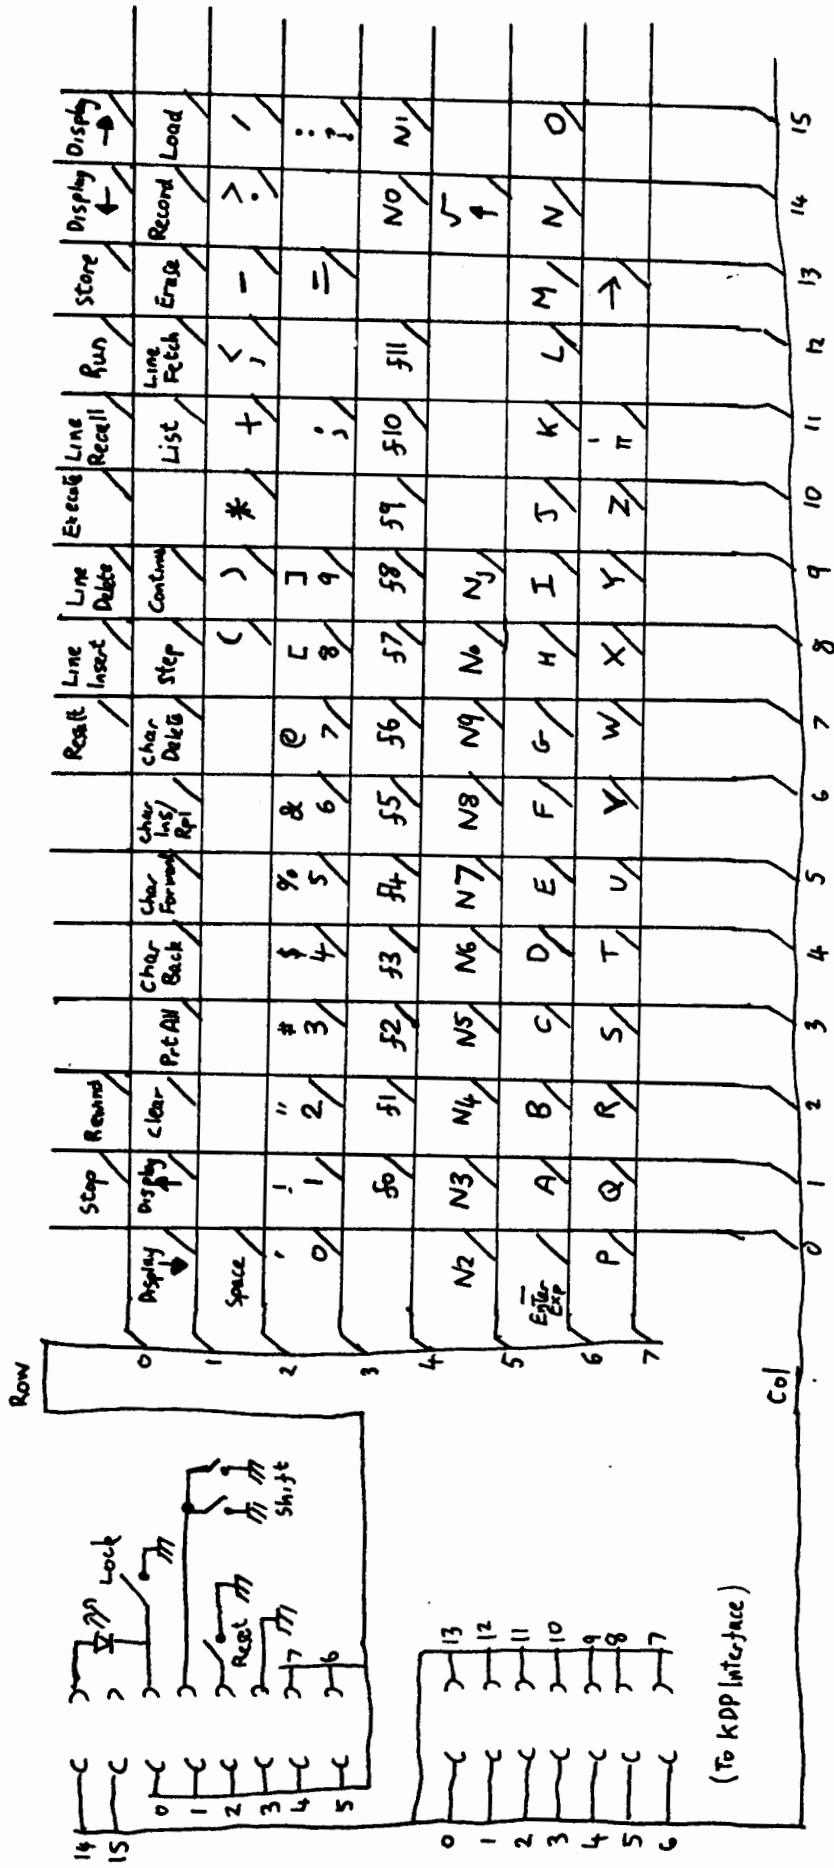 Row
Stop
Rewind
Result
Line
Insert
Line
Delete
Execute
Line
Recall
Run
Store
Display
←
Display
→
0
Display
↓
Display
↑
Clear
Prt All
Char
Back
Char
Forward
Char
Ins/
Rpl
Char
Delete
Step
Continue
List
Line
Fetch
Erase
Record
Load
1
Space
(
)
*
+
<
,
-
>
.
/
2
'
0
!
1
"
2
#
3
$
4
%
5
&
6
@
7
[
8
]
9
;
=
:
?
3
f0
f1
f2
f3
f4
f5
f6
f7
f8
f9
f10
f11
N0
N1
4
N2
N3
N4
N5
N6
N7
N8
N9
N.
N,
√
↑
5
Enter
Exp
A
B
C
D
E
F
G
H
I
J
K
L
M
N
O
6
P
Q
R
S
T
U
V
W
X
Y
Z
'
π
→
7
Col
0 1 2 3 4 5 6 7 8 9 10 11 12 13 14 15
14
15
Lock
0
1
Shift
2
Reset
3
4 7
5 6
0 13
1 12
2 11
3 10
4 9
5 8
6 7
(To KDP Interface)